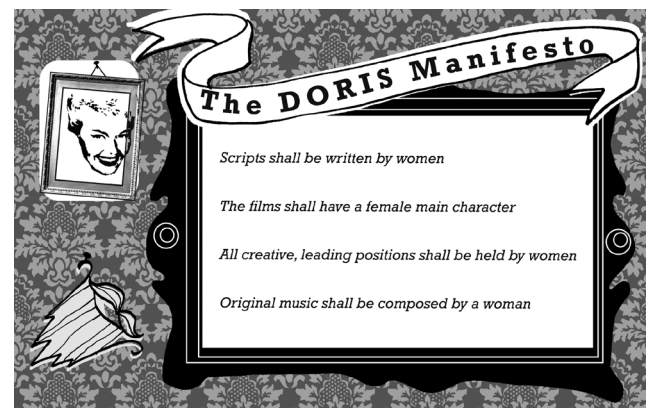 The DORIS Manifesto
Scripts shall be written by women
The films shall have a female main character
All creative, leading positions shall be held by women
Original music shall be composed by a woman